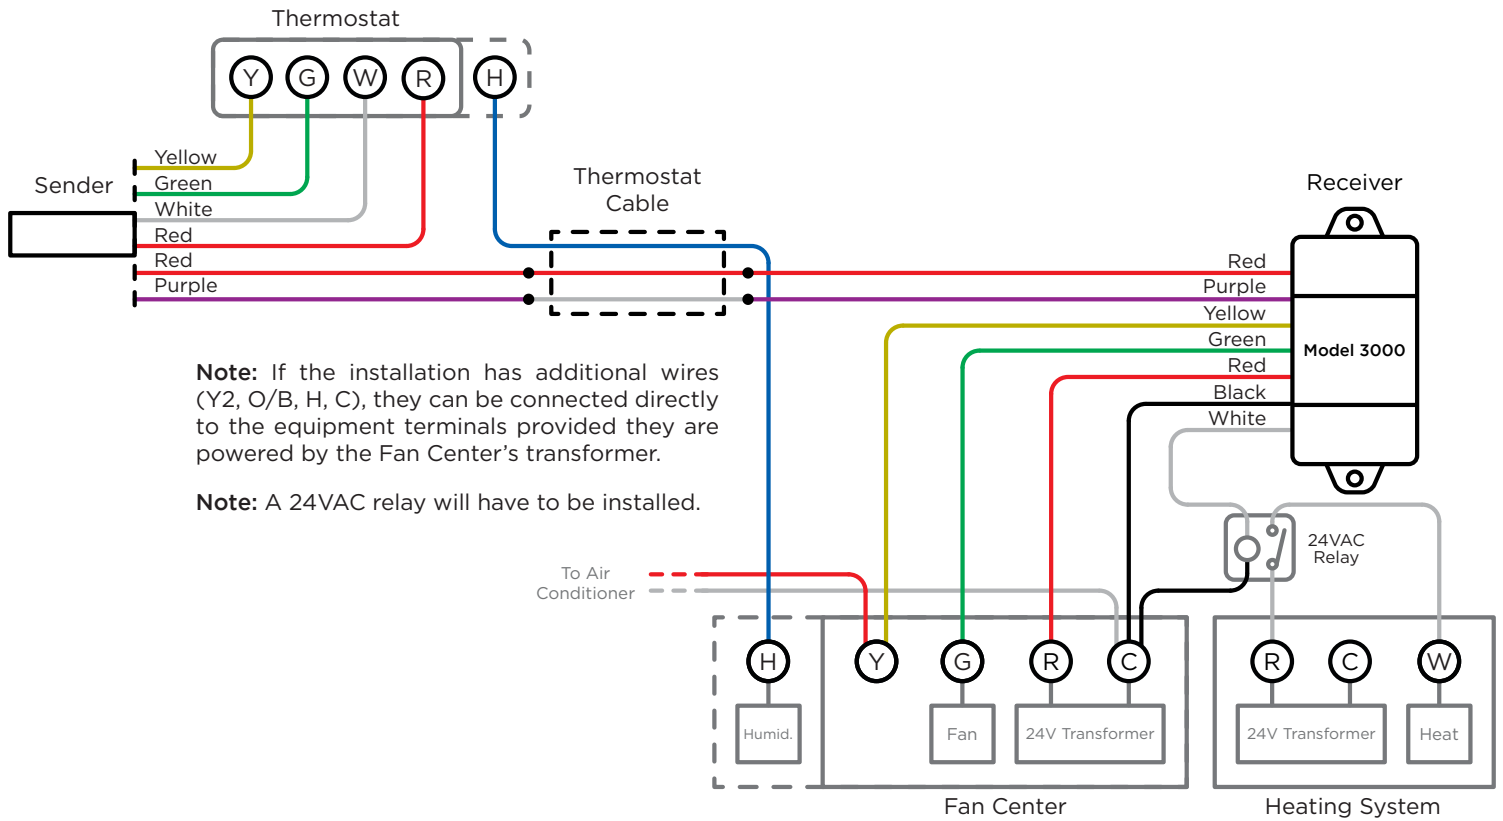 Thermostat
Y G W R H
Yellow
Green
White
Red
Red
Purple
Sender
Thermostat
Cable
Receiver
Red
Purple
Yellow
Green
Red
Black
White
Model 3000
Note: If the installation has additional wires
(Y2, O/B, H, C), they can be connected directly
to the equipment terminals provided they are
powered by the Fan Center's transformer.
Note: A 24VAC relay will have to be installed.
24VAC
Relay
To Air
Conditioner
H Y G R C
R C W
Humid.
Fan
24V Transformer
24V Transformer
Heat
Fan Center
Heating System